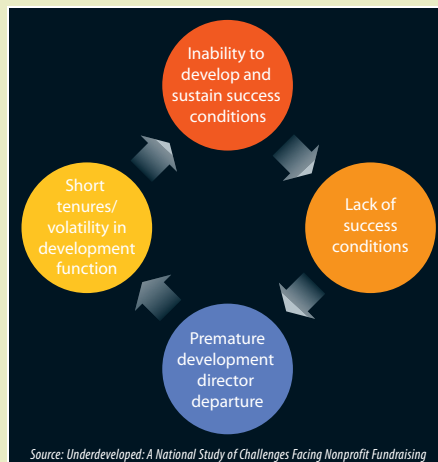 Inability to
develop and
sustain success
conditions
Lack of
success
conditions
Premature
development
director
departure
Short
tenures/
volatility in
development
function
Source: Underdeveloped: A National Study of Challenges Facing Nonprofit Fundraising